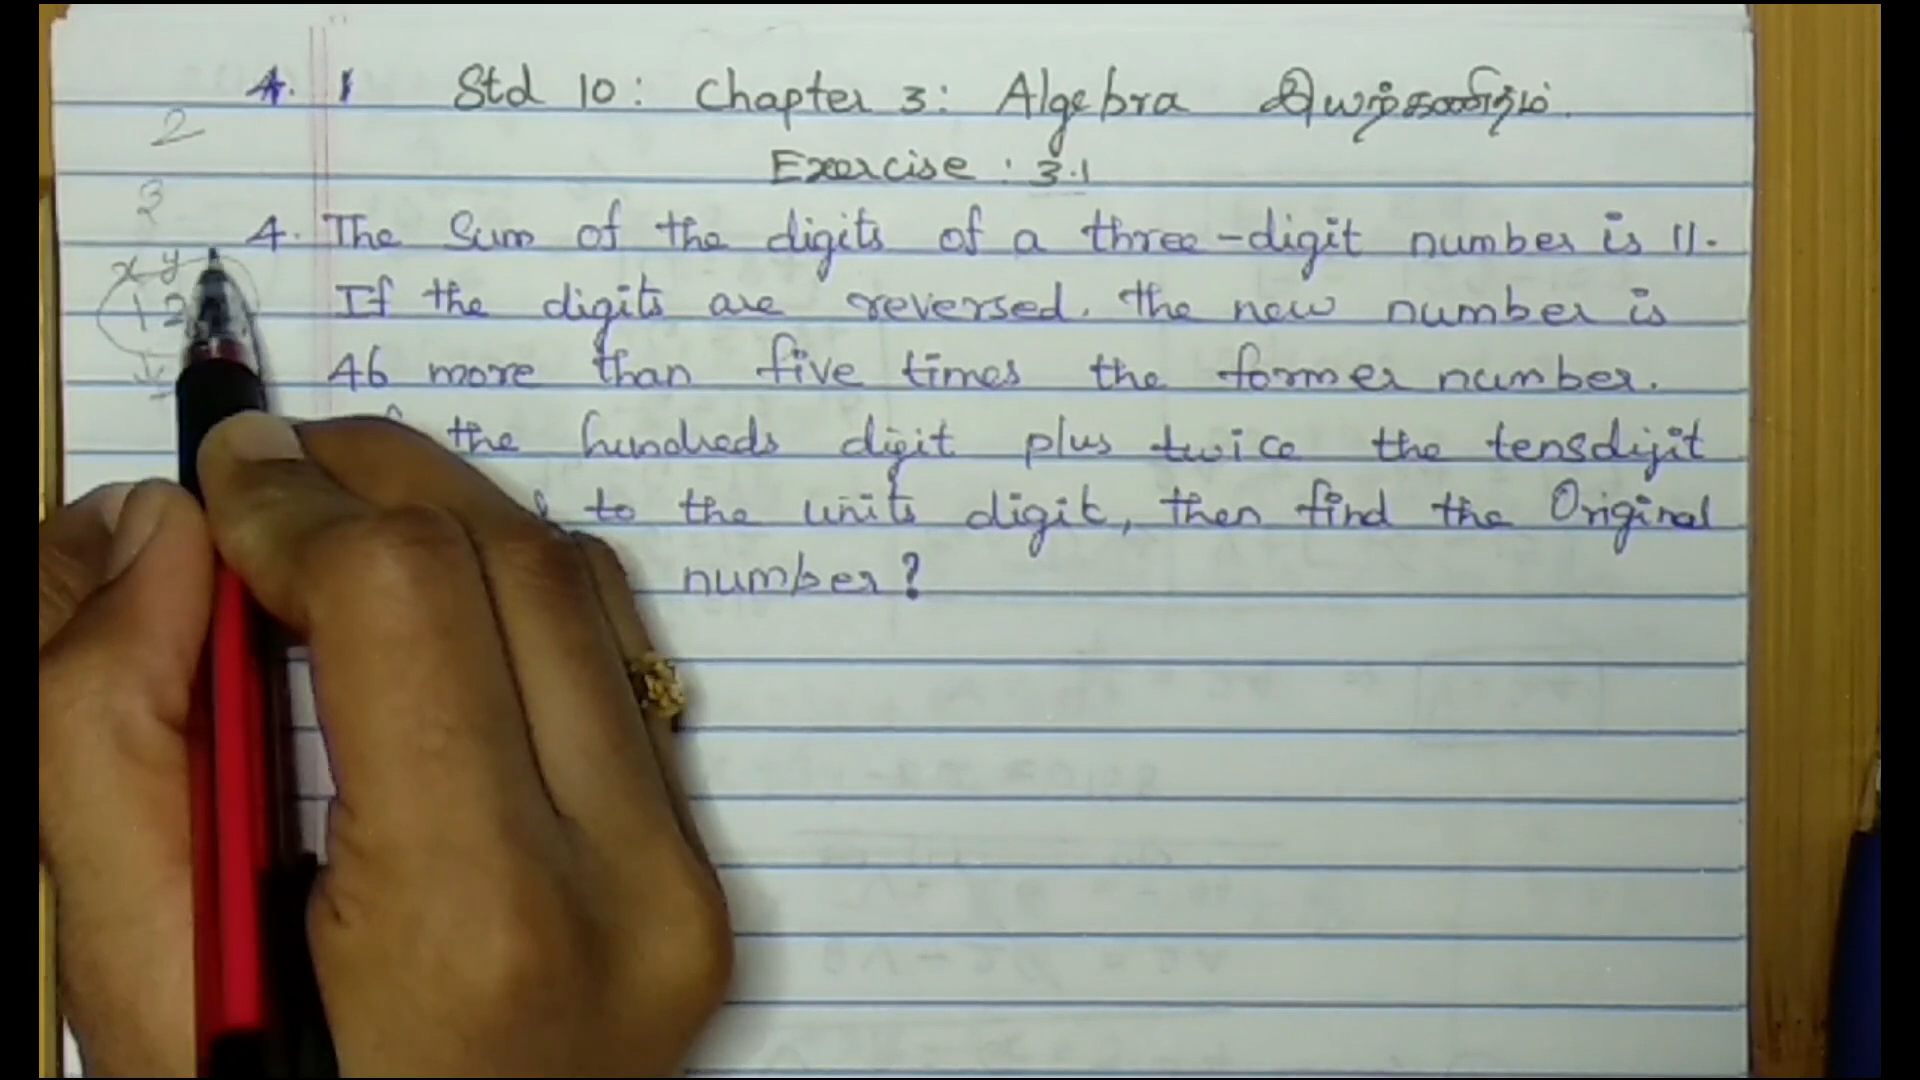 4. 1 Std 10: Chapter 3: Algebra இயற்கணிதம்.
Exercise: 3.1
2
3
4. The Sum of the digits of a three-digit number is 11.
x y
If the digits are reversed. the new number is
1 2
46 more than five times the former number.
the hundreds digit plus twice the tensdigit
to the units digit, then find the Original
number?